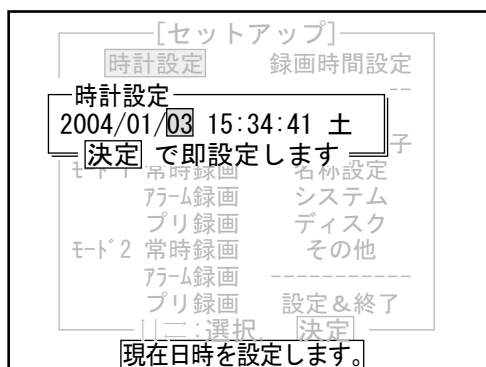 [セットアップ]
時計設定 録画時間設定
時計設定
2004/01/03 15:34:41 土
決定 で即設定します 子
ﾓｰﾄﾞ1 常時録画 名称設定
ｱﾗｰﾑ録画 システム
プリ録画 ディスク
ﾓｰﾄﾞ2 常時録画 その他
ｱﾗｰﾑ録画 -----------
プリ録画 設定＆終了
:選択, 決定
現在日時を設定します。